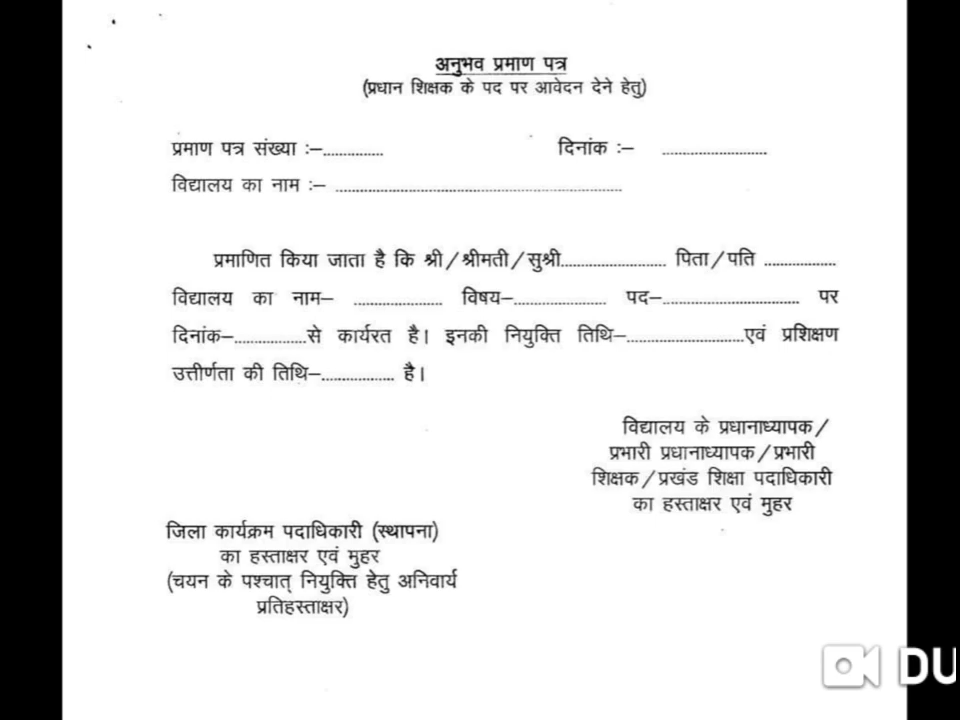 अनुभव प्रमाण पत्र
(प्रधान शिक्षक के पद पर आवेदन देने हेतु)
प्रमाण पत्र संख्या :–............... दिनांक :– ..........................
विद्यालय का नाम :– ........................................................................
प्रमाणित किया जाता है कि श्री/श्रीमती/सुश्री.......................... पिता/पति ..................
विद्यालय का नाम– ...................... विषय–....................... पद–.................................. पर
दिनांक–..................से कार्यरत है। इनकी नियुक्ति तिथि–.............................एवं प्रशिक्षण
उत्तीर्णता की तिथि–.................. है।
विद्यालय के प्रधानाध्यापक/
प्रभारी प्रधानाध्यापक/प्रभारी
शिक्षक/प्रखंड शिक्षा पदाधिकारी
का हस्ताक्षर एवं मुहर
जिला कार्यक्रम पदाधिकारी (स्थापना)
का हस्ताक्षर एवं मुहर
(चयन के पश्चात् नियुक्ति हेतु अनिवार्य
प्रतिहस्ताक्षर)
DU